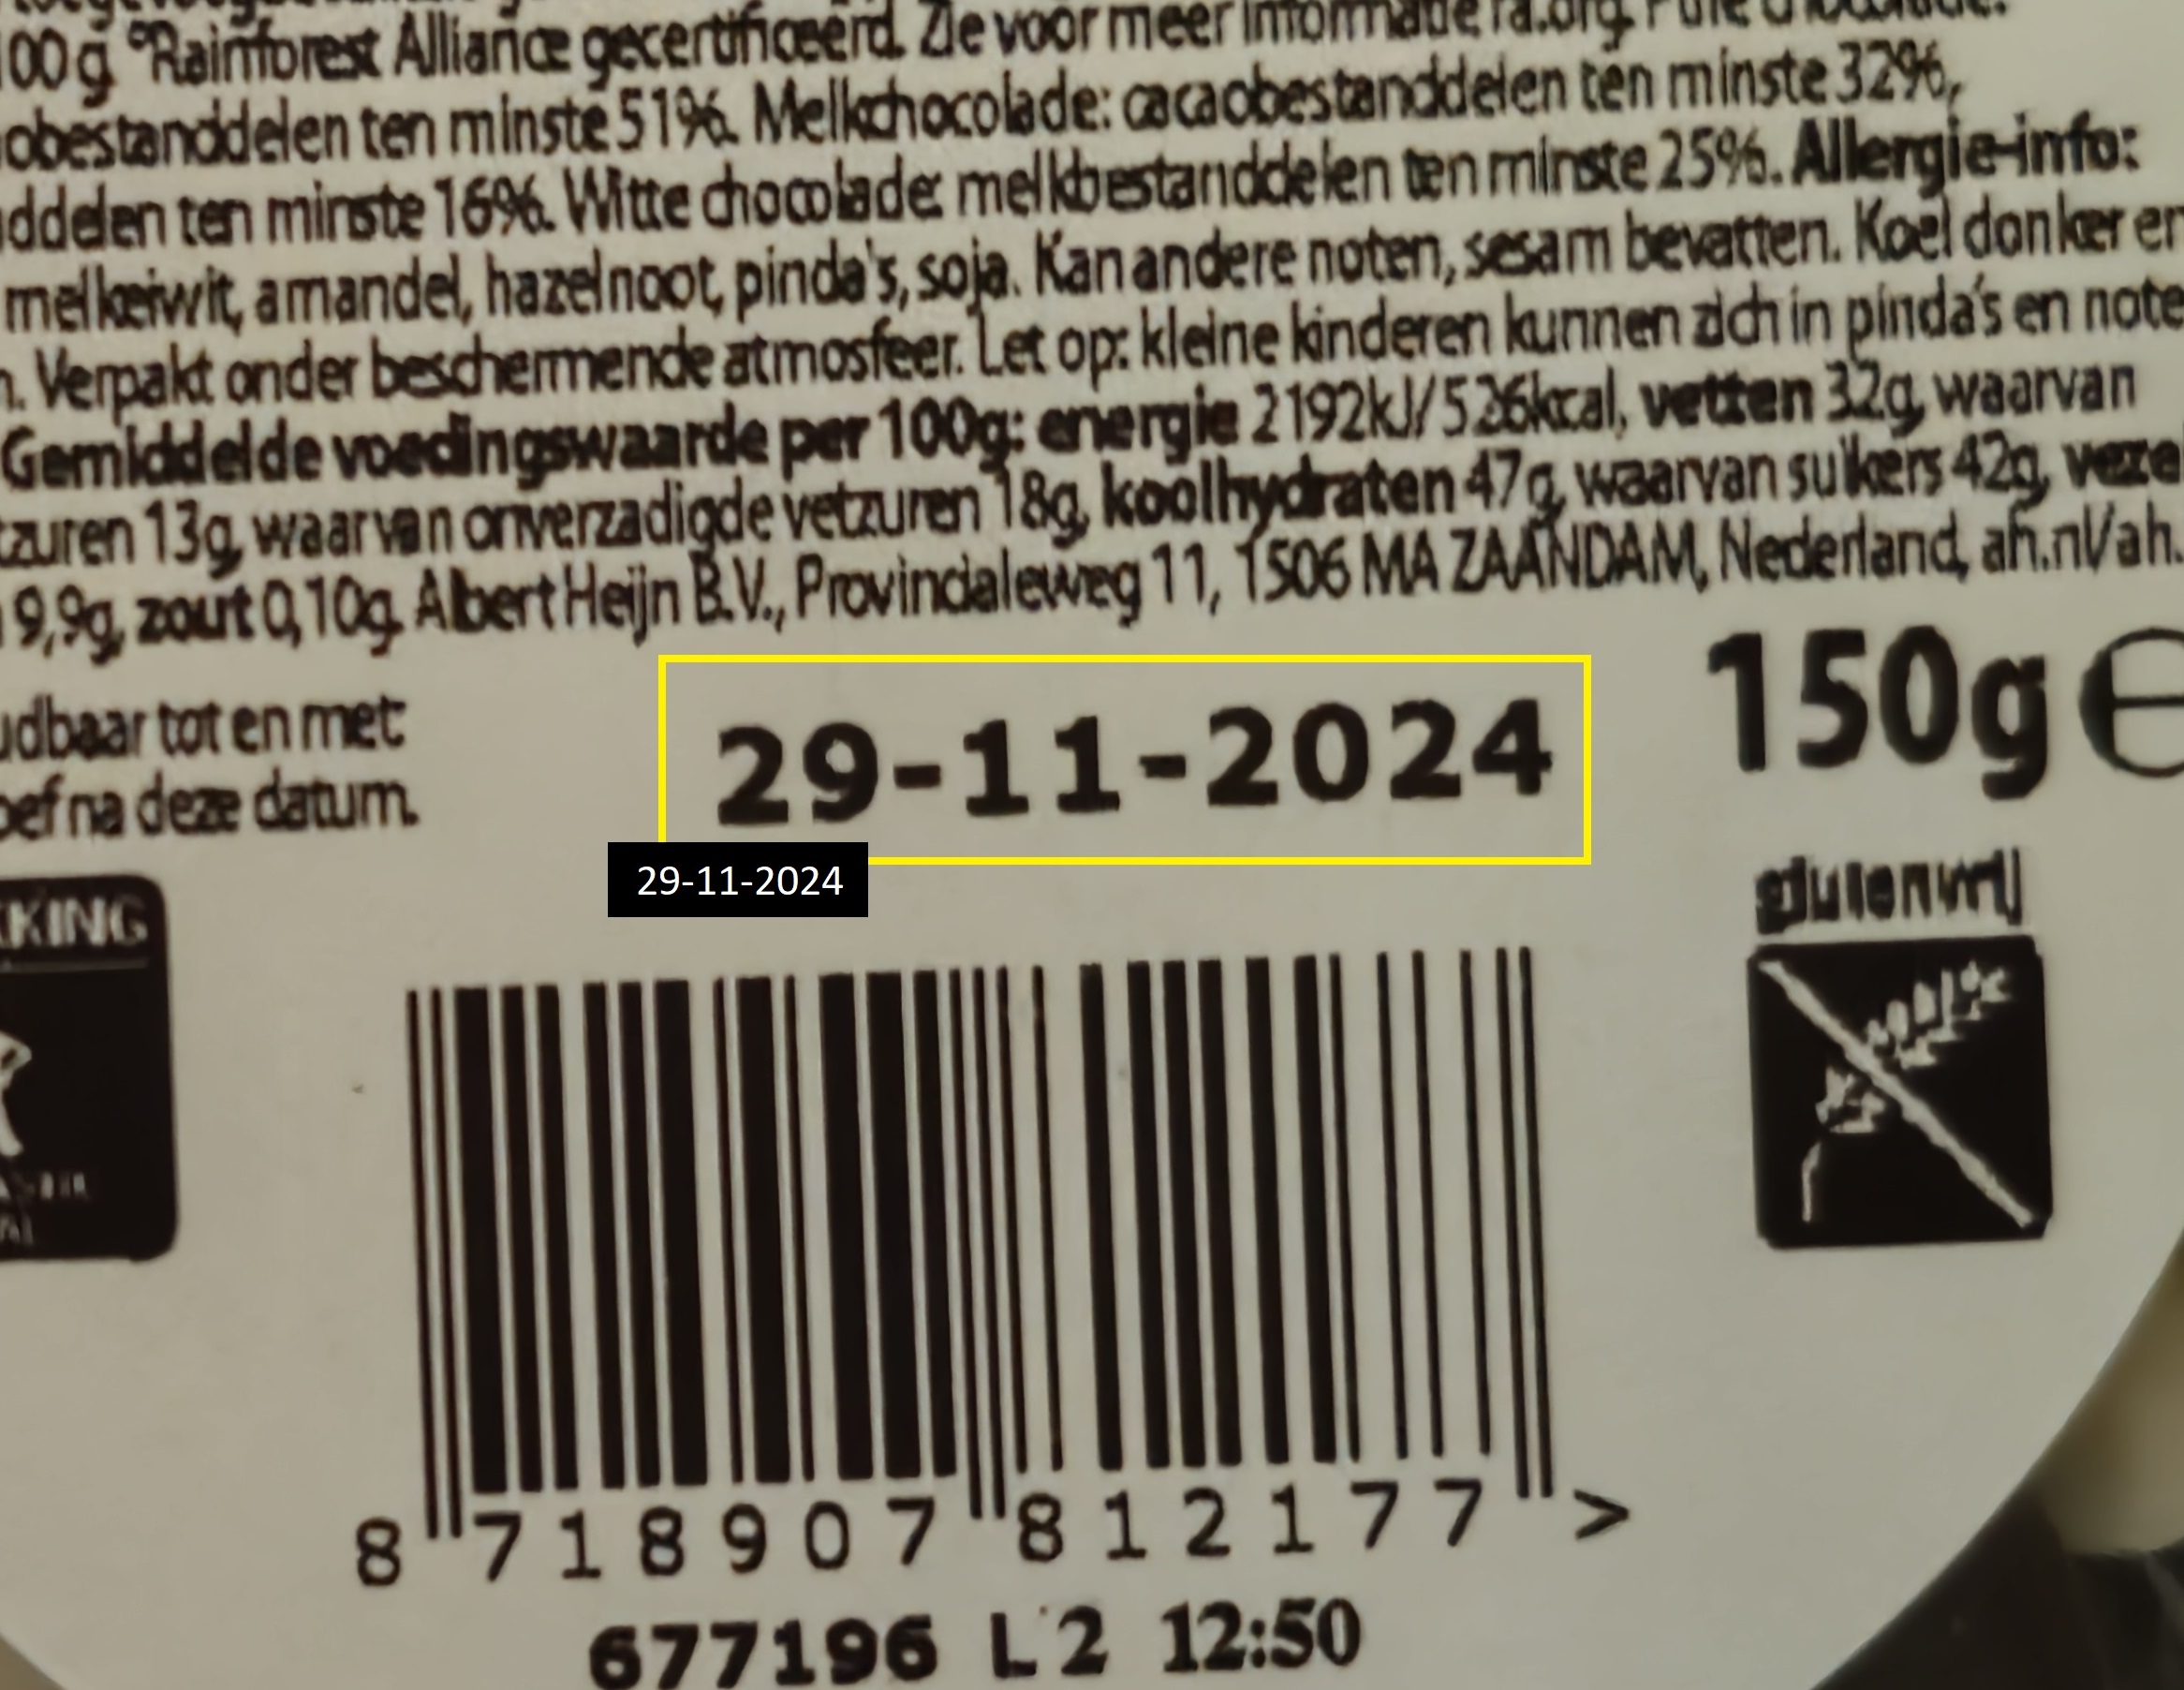 00 g. °Rainforest Alliance gecertificeerd. Zie voor meer informatie ra.org. Pure chocolade:
obestanddelen ten minste 51%. Melkchocolade: cacaobestanddelen ten minste 32%,
ddelen ten minste 16%. Witte chocolade: melkbestanddelen ten minste 25%. Allergie-info:
melkeiwit, amandel, hazelnoot, pinda's, soja. Kan andere noten, sesam bevatten. Koel donker en
n. Verpakt onder beschermende atmosfeer. Let op: kleine kinderen kunnen zich in pinda's en note
Gemiddelde voedingswaarde per 100g: energie 2192kJ/526kcal, vetten 32g, waarvan
tzuren 13g, waarvan onverzadigde vetzuren 18g, koolhydraten 47g, waarvan suikers 42g, vezel
9,9g, zout 0,10g. Albert Heijn B.V., Provincialeweg 11, 1506 MA ZAANDAM, Nederland, ah.nl/ah.
udbaar tot en met:
oef na deze datum.
29-11-2024
29-11-2024
150g e
glutenvrij
KKING
8 718907 812177 >
677196 L2 12:50